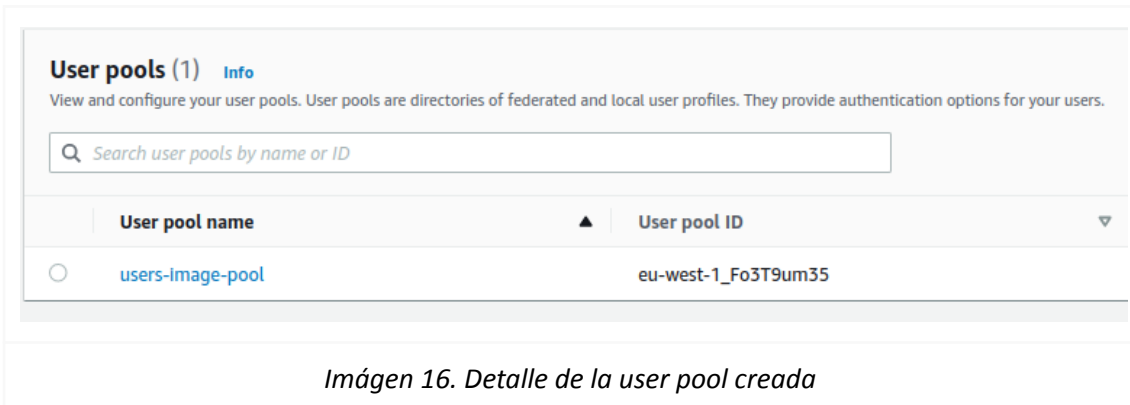 User pools (1) Info
View and configure your user pools. User pools are directories of federated and local user profiles. They provide authentication options for your users.
Search user pools by name or ID
User pool name User pool ID
users-image-pool eu-west-1_Fo3T9um35
Imágen 16. Detalle de la user pool creada